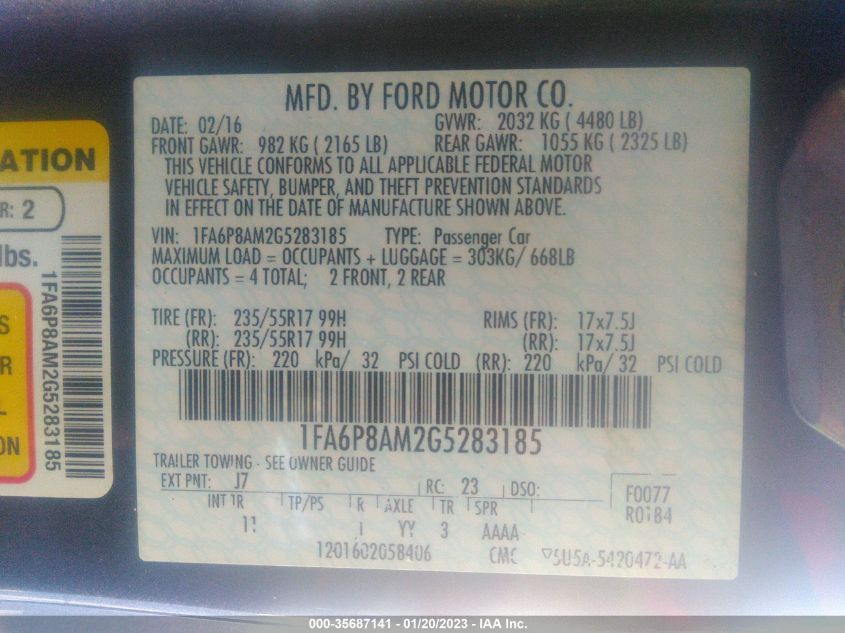 MFD. BY FORD MOTOR CO.
DATE: 02/16 GVWR: 2032 KG ( 4480 LB)
FRONT GAWR: 982 KG ( 2165 LB) REAR GAWR: 1055 KG ( 2325 LB)
THIS VEHICLE CONFORMS TO ALL APPLICABLE FEDERAL MOTOR
VEHICLE SAFETY, BUMPER, AND THEFT PREVENTION STANDARDS
IN EFFECT ON THE DATE OF MANUFACTURE SHOWN ABOVE.
VIN: 1FA6P8AM2G5283185 TYPE: Passenger Car
MAXIMUM LOAD = OCCUPANTS + LUGGAGE = 303KG/ 668LB
OCCUPANTS = 4 TOTAL; 2 FRONT, 2 REAR
TIRE (FR): 235/55R17 99H RIMS (FR): 17x7.5J
(RR): 235/55R17 99H (RR): 17x7.5J
PRESSURE (FR): 220 kPa/ 32 PSI COLD (RR): 220 kPa/ 32 PSI COLD
1FA6P8AM2G5283185
TRAILER TOWING - SEE OWNER GUIDE
EXT PNT: J7 RC: 23 DSO: F0077
R0184
INT TR TP/PS R AXLE TR SPR
YY 3 AAAA
1201602058406 CMC
ATION
R: 2
lbs.
1FA6P8AM2G5283185
S
R
L
ON
000-35687141 — 01/20/2023 — IAA Inc.